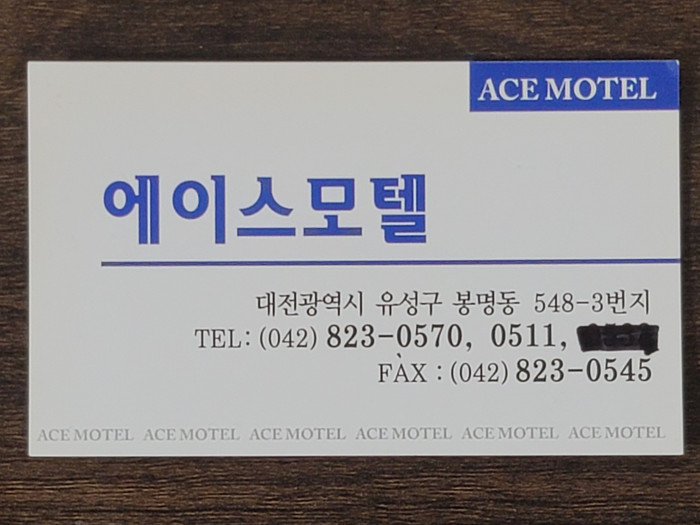 ACE MOTEL
에이스모텔
대전광역시 유성구 봉명동 548-3번지
TEL: (042) 823-0570, 0511,
FAX : (042) 823-0545
ACE MOTEL ACE MOTEL ACE MOTEL ACE MOTEL ACE MOTEL ACE MOTEL